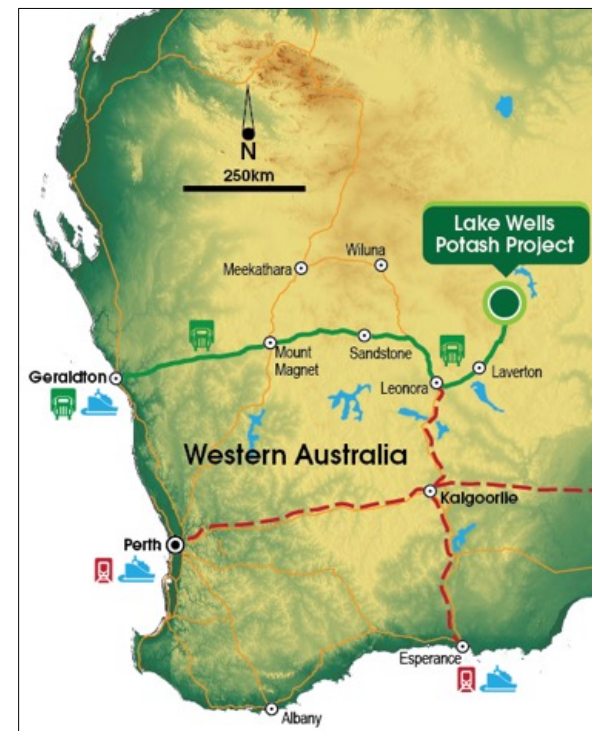 N
250km
Lake Wells
Potash Project
Wiluna
Meekathara
Mount
Magnet
Sandstone
Laverton
Geraldton
Leonora
Western Australia
Kalgoorlie
Perth
Esperance
Albany